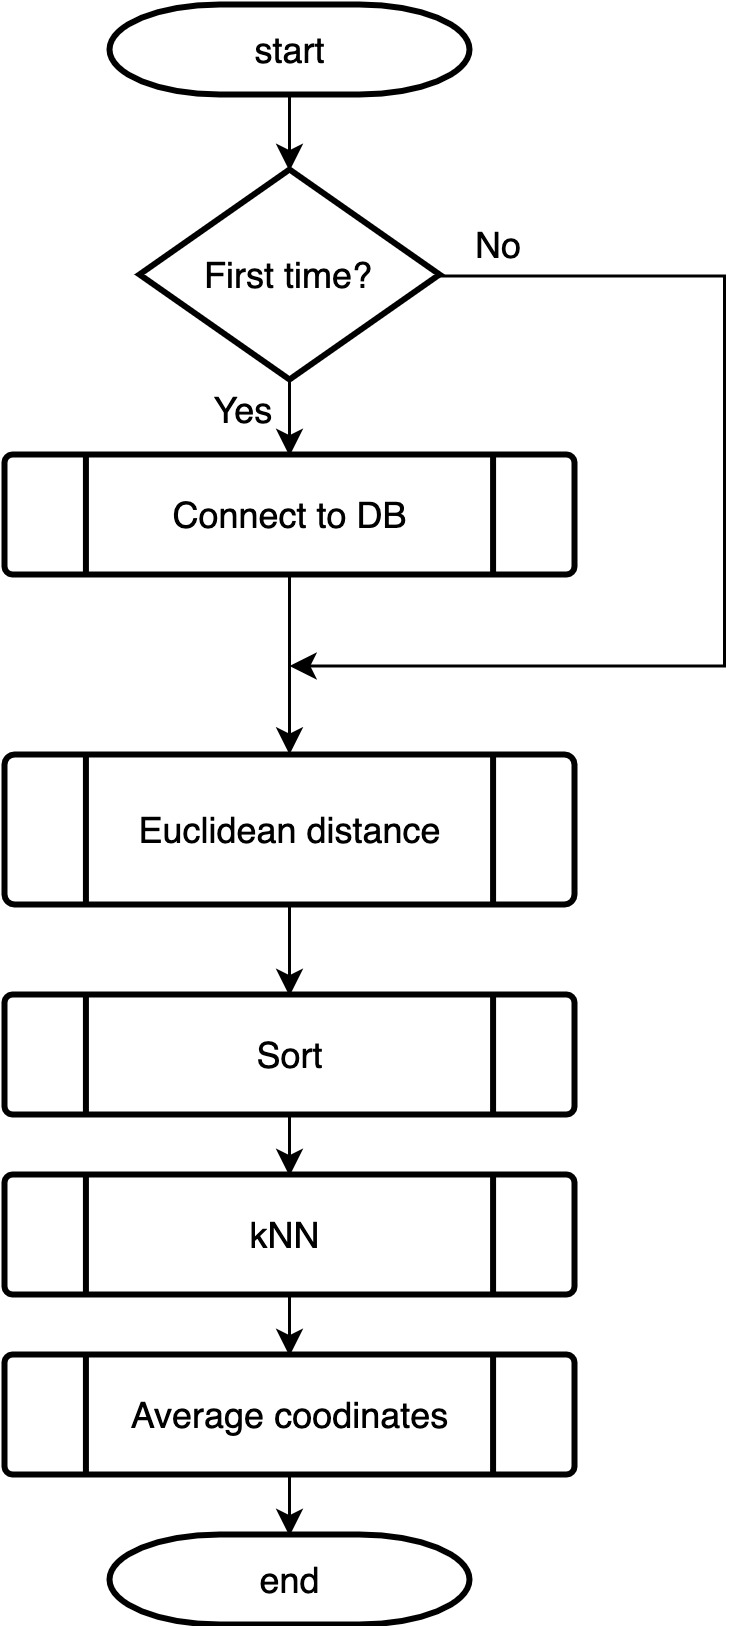 start
First time?
No
Yes
Connect to DB
Euclidean distance
Sort
kNN
Average coodinates
end